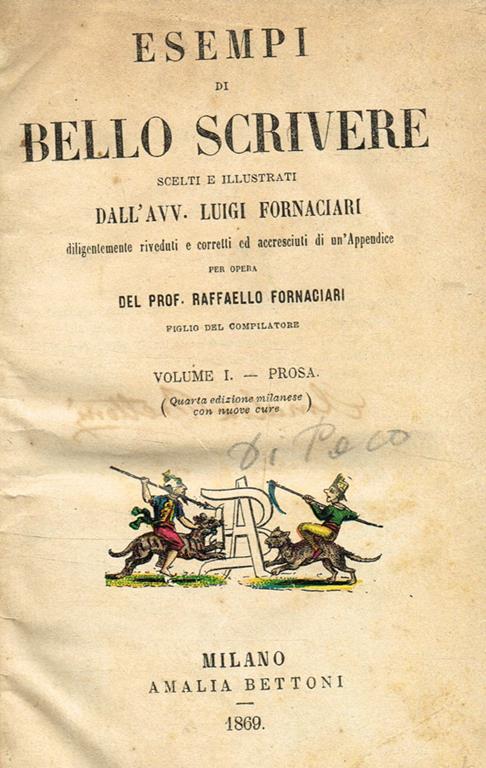 ESEMPI
DI
BELLO SCRIVERE
SCELTI E ILLUSTRATI
DALL'AVV. LUIGI FORNACIARI
diligentemente riveduti e corretti ed accresciuti di un'Appendice
PER OPERA
DEL PROF. RAFFAELLO FORNACIARI
FIGLIO DEL COMPILATORE
VOLUME I. — PROSA.
(Quarta edizione milanese
con nuove cure)
Di Peco
MILANO
AMALIA BETTONI
1869.